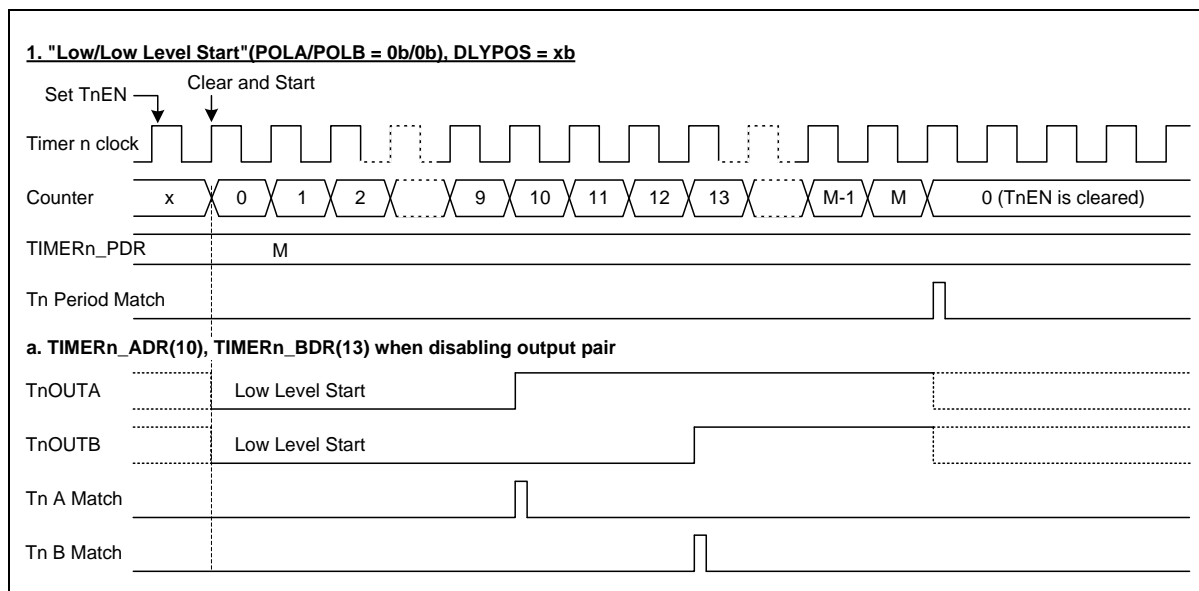 1. "Low/Low Level Start"(POLA/POLB = 0b/0b), DLYPOS = xb
Set TnEN
Clear and Start
Timer n clock
Counter x 0 1 2 9 10 11 12 13 M-1 M 0 (TnEN is cleared)
TIMERn_PDR M
Tn Period Match
a. TIMERn_ADR(10), TIMERn_BDR(13) when disabling output pair
TnOUTA Low Level Start
TnOUTB Low Level Start
Tn A Match
Tn B Match